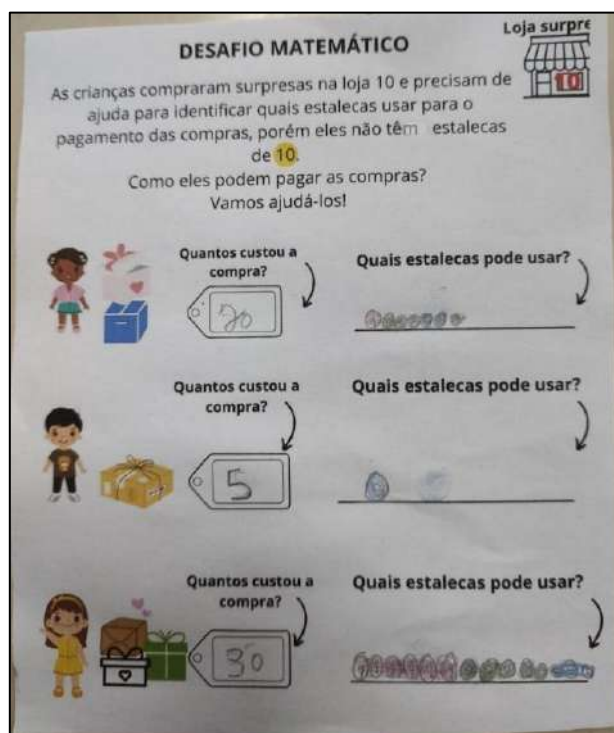 Loja surpre
DESAFIO MATEMÁTICO
10
As crianças compraram surpresas na loja 10 e precisam de
ajuda para identificar quais estalecas usar para o
pagamento das compras, porém eles não têm estalecas
de 10.
Como eles podem pagar as compras?
Vamos ajudá-los!
Quantos custou a
compra?
Quais estalecas pode usar?
20
Quantos custou a
compra?
Quais estalecas pode usar?
5
Quantos custou a
compra?
Quais estalecas pode usar?
30